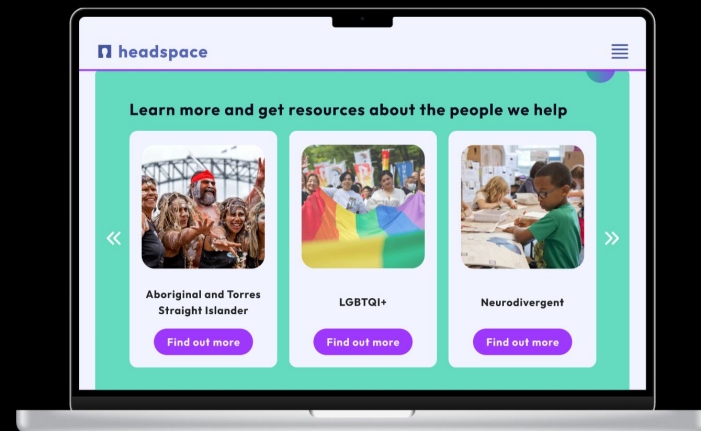 headspace
Learn more and get resources about the people we help
Aboriginal and Torres
Straight Islander
LGBTQI+
Neurodivergent
Find out more
Find out more
Find out more